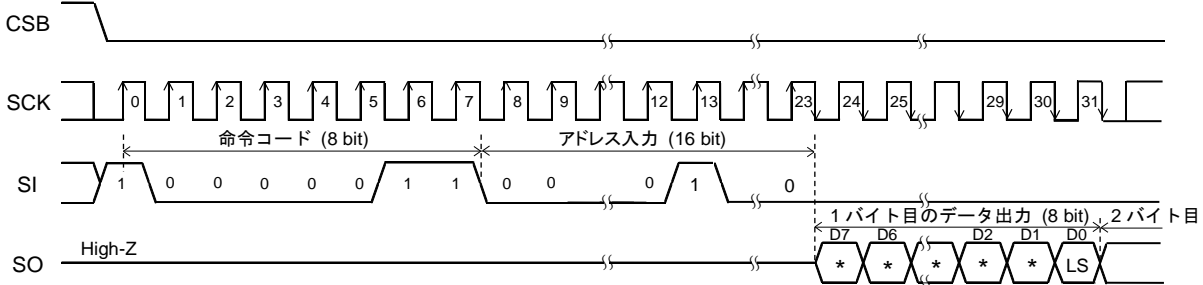 CSB
SCK
0 1 2 3 4 5 6 7 8 9 12 13 23 24 25 29 30 31
命令コード (8 bit)
アドレス入力 (16 bit)
SI
1 0 0 0 0 0 1 1 0 0 0 1 0
1 バイト目のデータ出力 (8 bit)
2 バイト目
D7 D6 D2 D1 D0
SO
High-Z
* * * * * LS